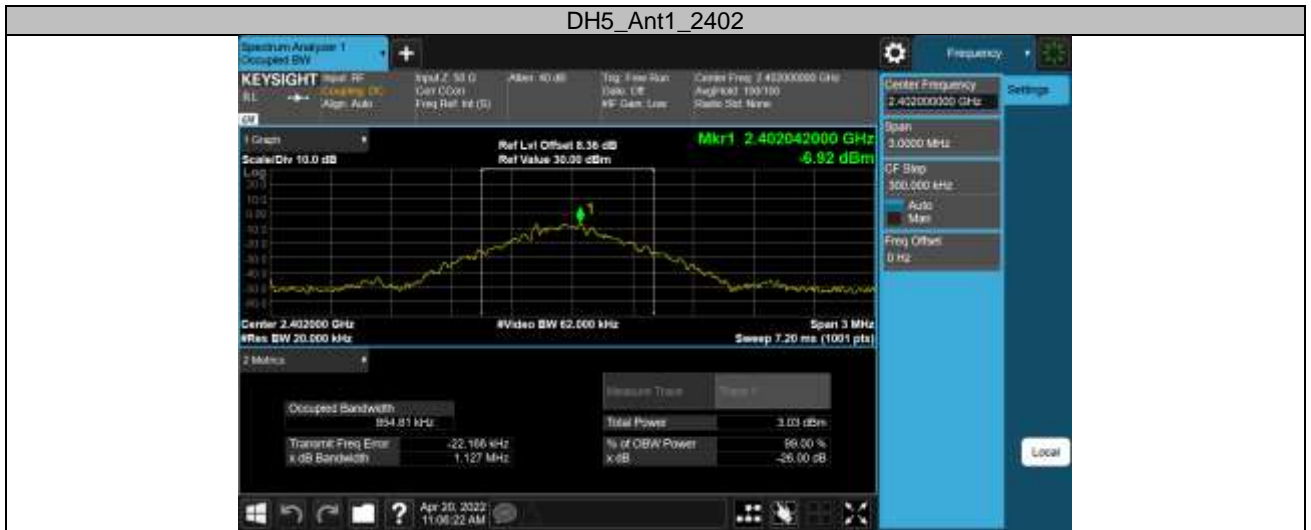 DH5_Ant1_2402
Spectrum Analyzer 1
Occupied BW
Frequency
KEYSIGHT
Input: RF
Coupling: DC
Align: Auto
Input Z: 50 Ω
Corr CCorr
Freq Ref: Int (S)
Atten: 40 dB
Trig: Free Run
Gate: Off
#IF Gain: Low
Center Freq: 2.402000000 GHz
Avg|Hold: 100/100
Radio Std: None
Center Frequency
2.402000000 GHz
Settings
Span
3.0000 MHz
CF Step
300.000 kHz
Auto
Man
Freq Offset
0 Hz
1 Graph
Scale/Div 10.0 dB
Ref Lvl Offset 8.36 dB
Ref Value 30.00 dBm
Mkr1 2.402042000 GHz
-6.92 dBm
Log
1
Center 2.402000 GHz
#Res BW 20.000 kHz
#Video BW 62.000 kHz
Span 3 MHz
Sweep 7.20 ms (1001 pts)
2 Metrics
Measure Trace
Trace 1
Occupied Bandwidth
Total Power
3.03 dBm
Transmit Freq Error
-22.166 kHz
% of OBW Power
99.00 %
x dB Bandwidth
1.127 MHz
x dB
-26.00 dB
Local
Apr 20, 2022
11:06:22 AM